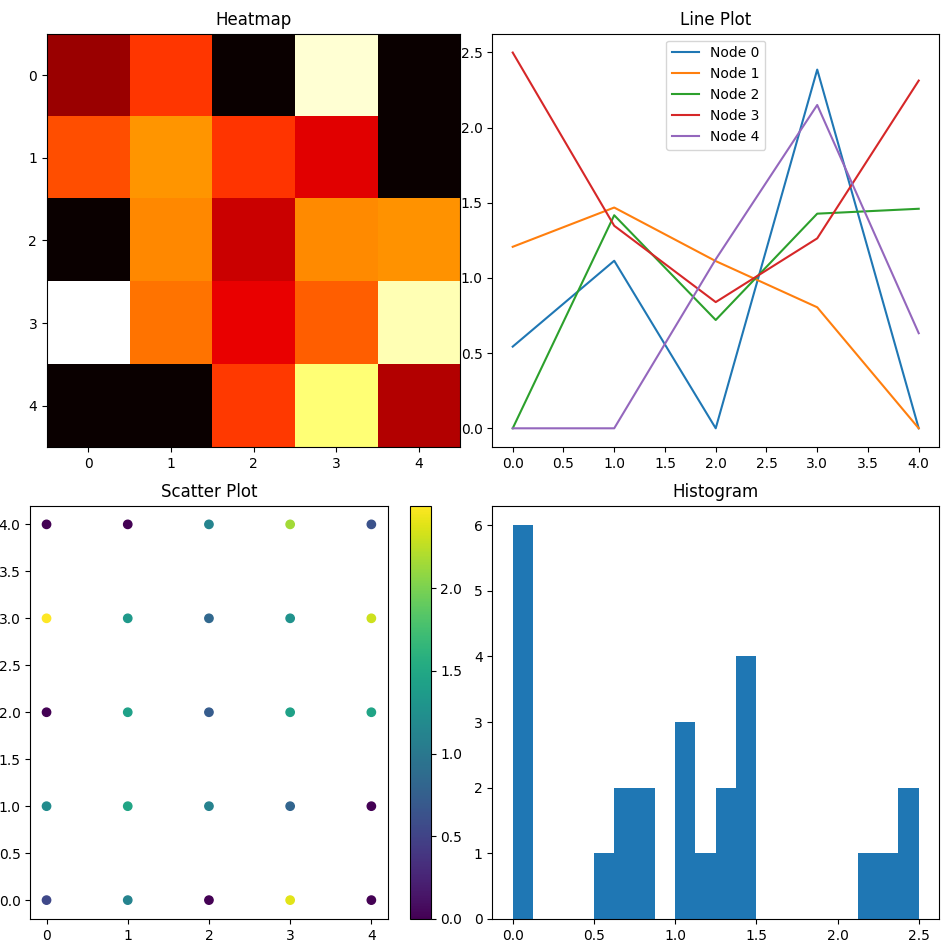 Heatmap
0
1
2
3
4
0 1 2 3 4
Line Plot
Node 0
Node 1
Node 2
Node 3
Node 4
2.5
2.0
1.5
1.0
0.5
0.0
0.0 0.5 1.0 1.5 2.0 2.5 3.0 3.5 4.0
Scatter Plot
4.0
3.5
3.0
2.5
2.0
1.5
1.0
0.5
0.0
0 1 2 3 4
2.0
1.5
1.0
0.5
0.0
Histogram
6
5
4
3
2
1
0
0.0 0.5 1.0 1.5 2.0 2.5